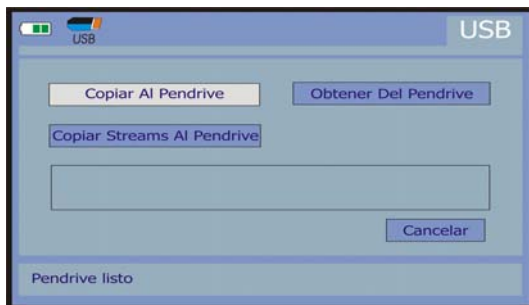 USB
USB
Copiar Al Pendrive
Obtener Del Pendrive
Copiar Streams Al Pendrive
Cancelar
Pendrive listo